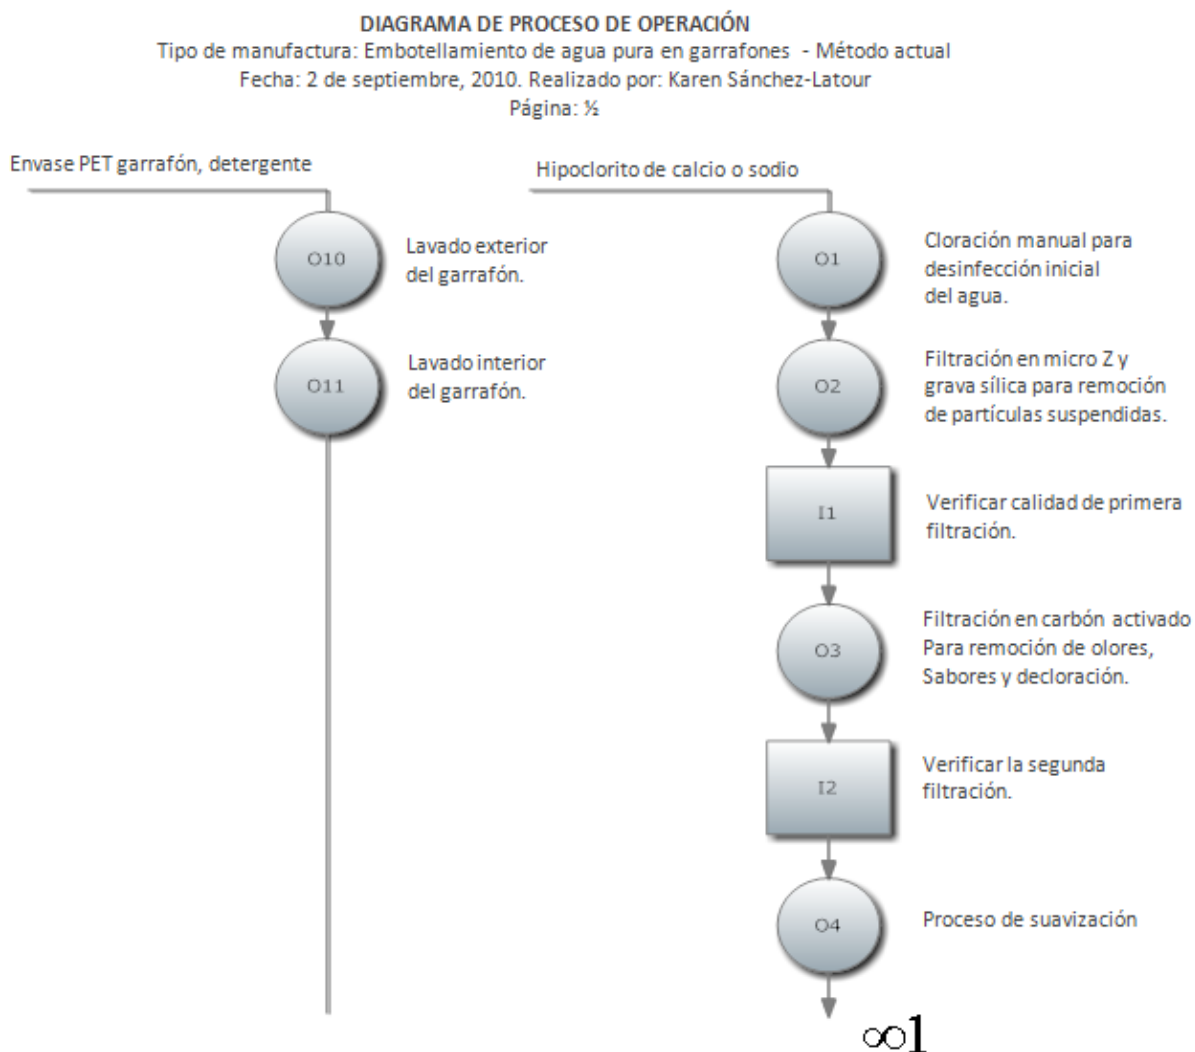 DIAGRAMA DE PROCESO DE OPERACIÓN
Tipo de manufactura: Embotellamiento de agua pura en garrafones - Método actual
Fecha: 2 de septiembre, 2010. Realizado por: Karen Sánchez-Latour
Página: ½
Envase PET garrafón, detergente
O10
Lavado exterior
del garrafón.
O11
Lavado interior
del garrafón.
Hipoclorito de calcio o sodio
O1
Cloración manual para
desinfección inicial
del agua.
O2
Filtración en micro Z y
grava sílica para remoción
de partículas suspendidas.
I1
Verificar calidad de primera
filtración.
O3
Filtración en carbón activado
Para remoción de olores,
Sabores y decloración.
I2
Verificar la segunda
filtración.
O4
Proceso de suavización
∞1